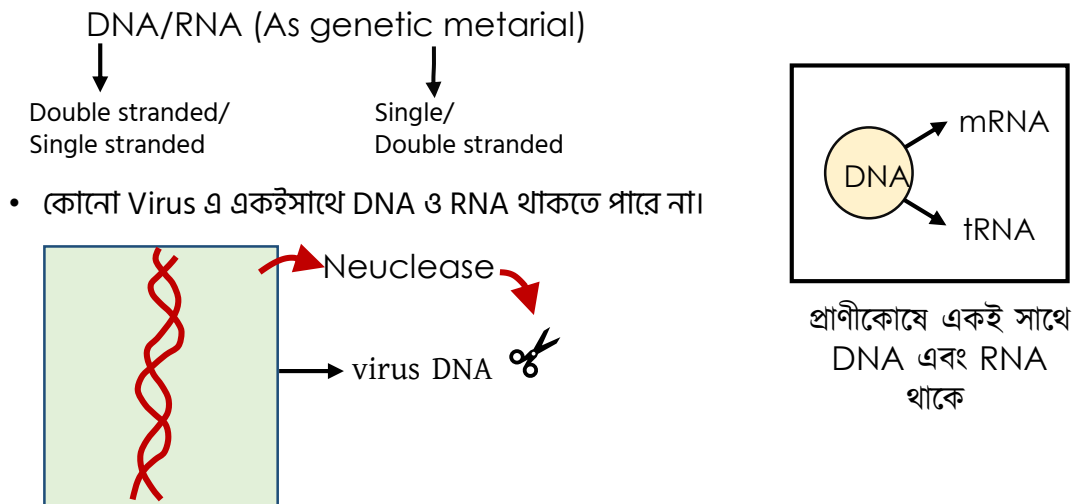 DNA/RNA (As genetic metarial)
Double stranded/
Single stranded
Single/
Double stranded
• কোনো Virus এ একইসাথে DNA ও RNA থাকতে পারে না।
Neuclease
virus DNA
DNA
mRNA
tRNA
প্রাণীকোষে একই সাথে
DNA এবং RNA
থাকে